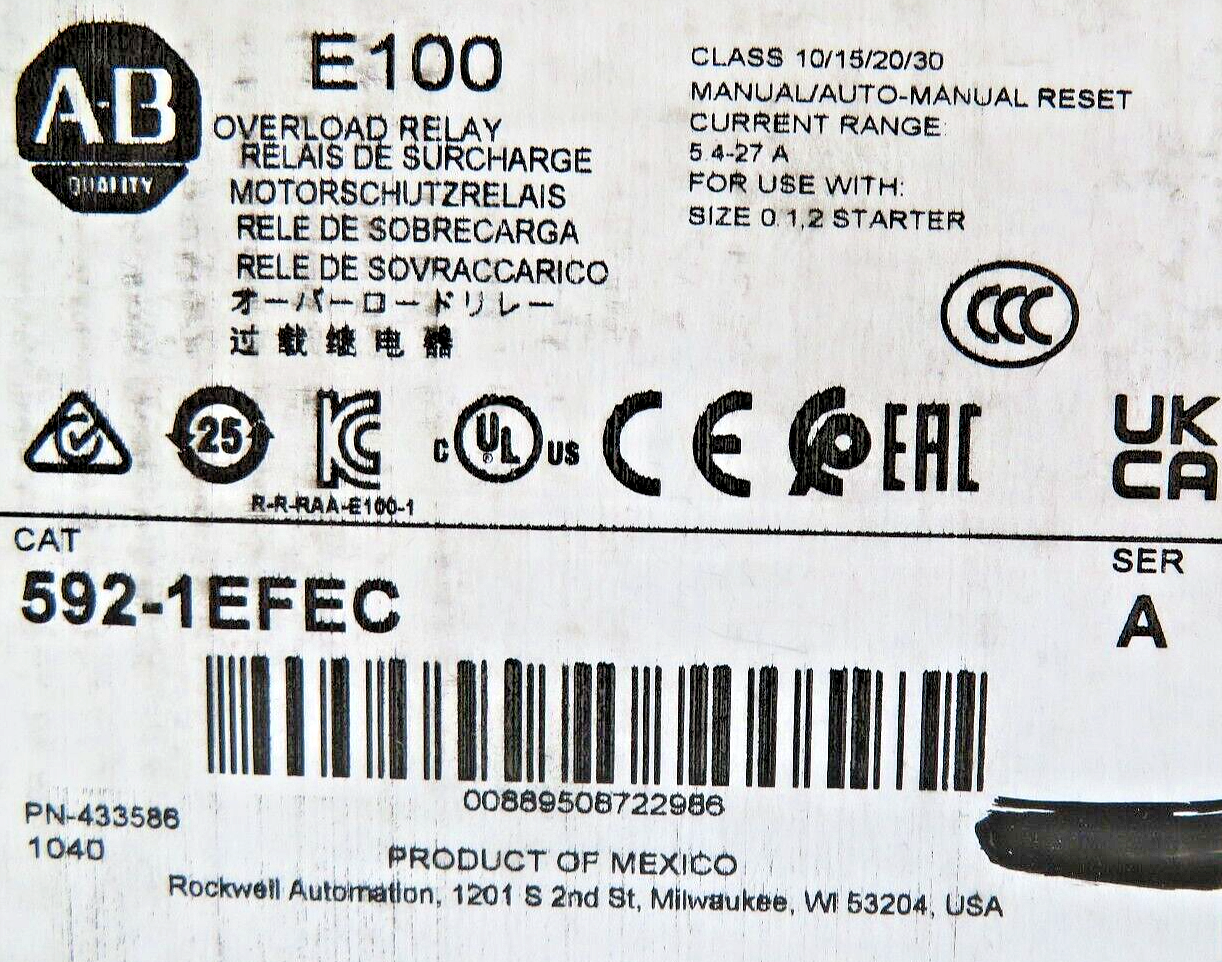 A-B
QUALITY
E100
OVERLOAD RELAY
RELAIS DE SURCHARGE
MOTORSCHUTZRELAIS
RELE DE SOBRECARGA
RELE DE SOVRACCARICO
オーバーロードリレー
过载继电器
CLASS 10/15/20/30
MANUAL/AUTO-MANUAL RESET
CURRENT RANGE:
5.4-27 A
FOR USE WITH:
SIZE 0,1,2 STARTER
CCC
25
KC
R-R-RAA-E100-1
C UL US
CE
EAC
UK
CA
CAT
592-1EFEC
SER
A
00889508722986
PN-433586
1040
PRODUCT OF MEXICO
Rockwell Automation, 1201 S 2nd St, Milwaukee, WI 53204, USA